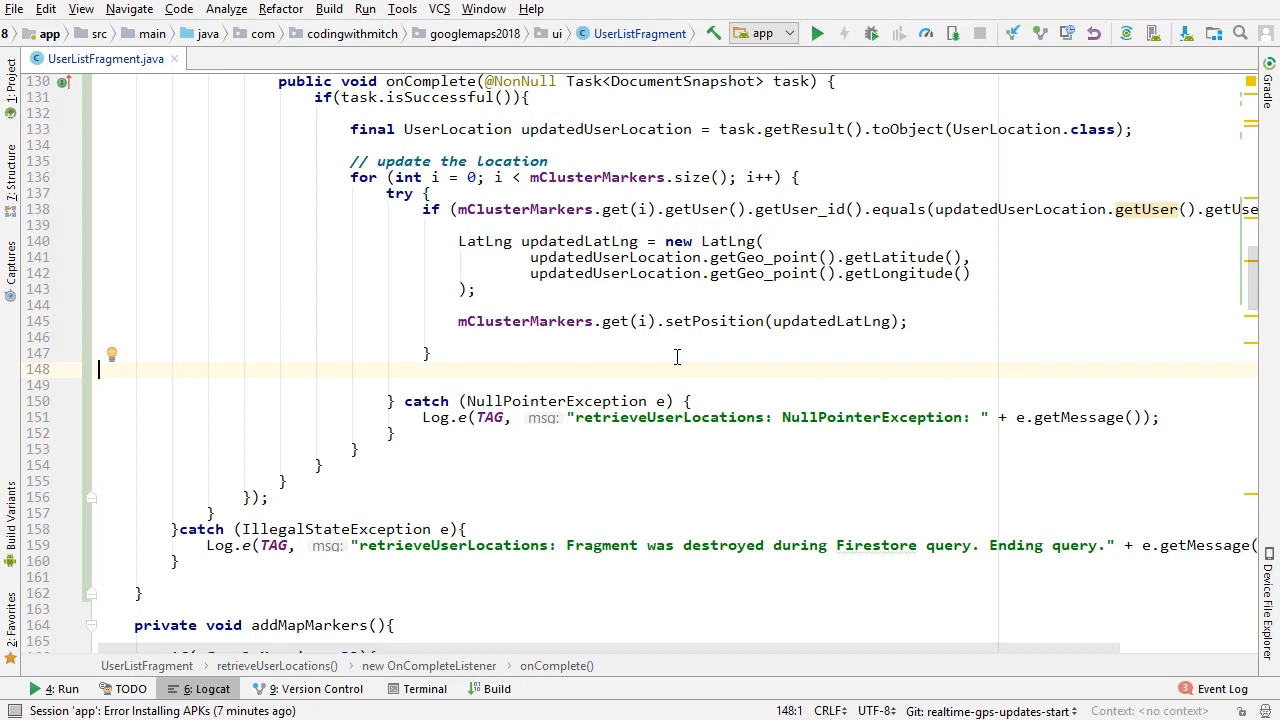 File Edit View Navigate Code Analyze Refactor Build Run Tools VCS Window Help
8 app src main java com codingwithmitch googlemaps2018 ui UserListFragment app
UserListFragment.java
130 public void onComplete(@NonNull Task<DocumentSnapshot> task) {
131 if(task.isSuccessful()){
132
133 final UserLocation updatedUserLocation = task.getResult().toObject(UserLocation.class);
134
135 // update the location
136 for (int i = 0; i < mClusterMarkers.size(); i++) {
137 try {
138 if (mClusterMarkers.get(i).getUser().getUser_id().equals(updatedUserLocation.getUser().getUse
139
140 LatLng updatedLatLng = new LatLng(
141 updatedUserLocation.getGeo_point().getLatitude(),
142 updatedUserLocation.getGeo_point().getLongitude()
143 );
144
145 mClusterMarkers.get(i).setPosition(updatedLatLng);
146
147 }
148
149
150 } catch (NullPointerException e) {
151 Log.e(TAG, msg: "retrieveUserLocations: NullPointerException: " + e.getMessage());
152 }
153 }
154 }
155 }
156 });
157 }
158 }catch (IllegalStateException e){
159 Log.e(TAG, msg: "retrieveUserLocations: Fragment was destroyed during Firestore query. Ending query." + e.getMessage(
160 }
161
162 }
163
164 private void addMapMarkers(){
165
1: Project
Z: Structure
Captures
Build Variants
2: Favorites
Gradle
Device File Explorer
UserListFragment retrieveUserLocations() new OnCompleteListener onComplete()
4: Run TODO 6: Logcat 9: Version Control Terminal Build 3 Event Log
Session 'app': Error Installing APKs (7 minutes ago) 148:1 CRLF UTF-8 Git: realtime-gps-updates-start Context: <no context>